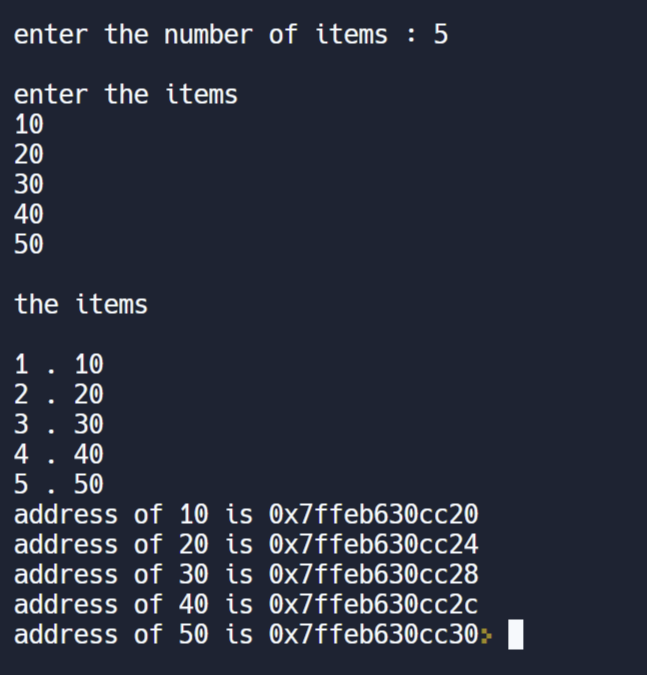 enter the number of items : 5
enter the items
10
20
30
40
50
the items
1 . 10
2 . 20
3 . 30
4 . 40
5 . 50
address of 10 is 0x7ffeb630cc20
address of 20 is 0x7ffeb630cc24
address of 30 is 0x7ffeb630cc28
address of 40 is 0x7ffeb630cc2c
address of 50 is 0x7ffeb630cc30>